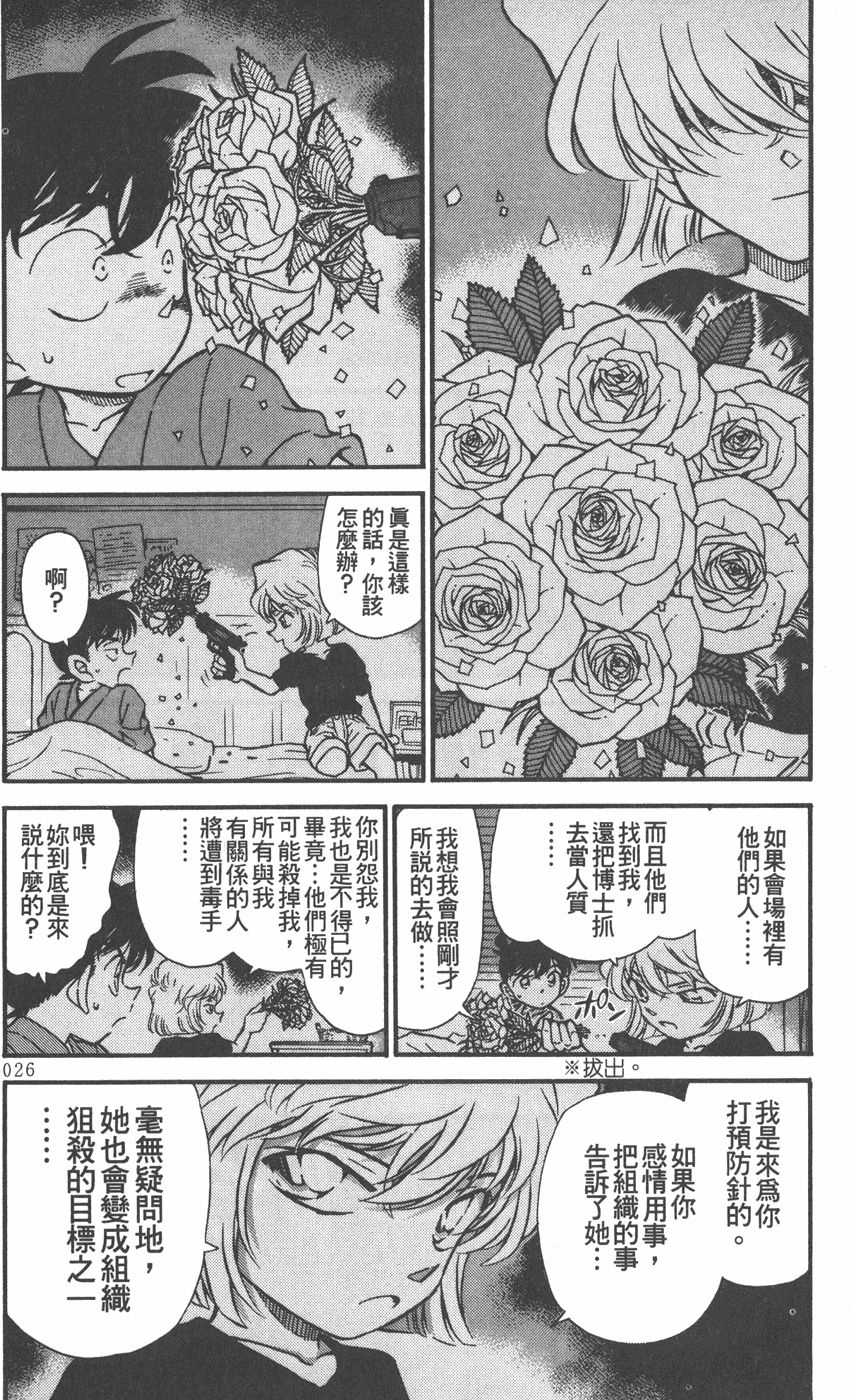 眞是這樣
的話，你該
怎麼辦？
啊？
如果會場裡有
他們的人……
而且他們
找到我，
還把博士抓
去當人質
……
我想我會照剛才
所說的去做……
ポン
※拔出。
你別怨我，
我也是不得已的，
畢竟…他們極有
可能殺掉我，
所有與我
有關係的人
將遭到毒手
……
喂！
妳到底是來
說什麼的？
026
我是來爲你
打預防針的。
如果你
感情用事，
把組織的事
告訴了她…
毫無疑問地，
她也會變成組織
狙殺的目標之一
……